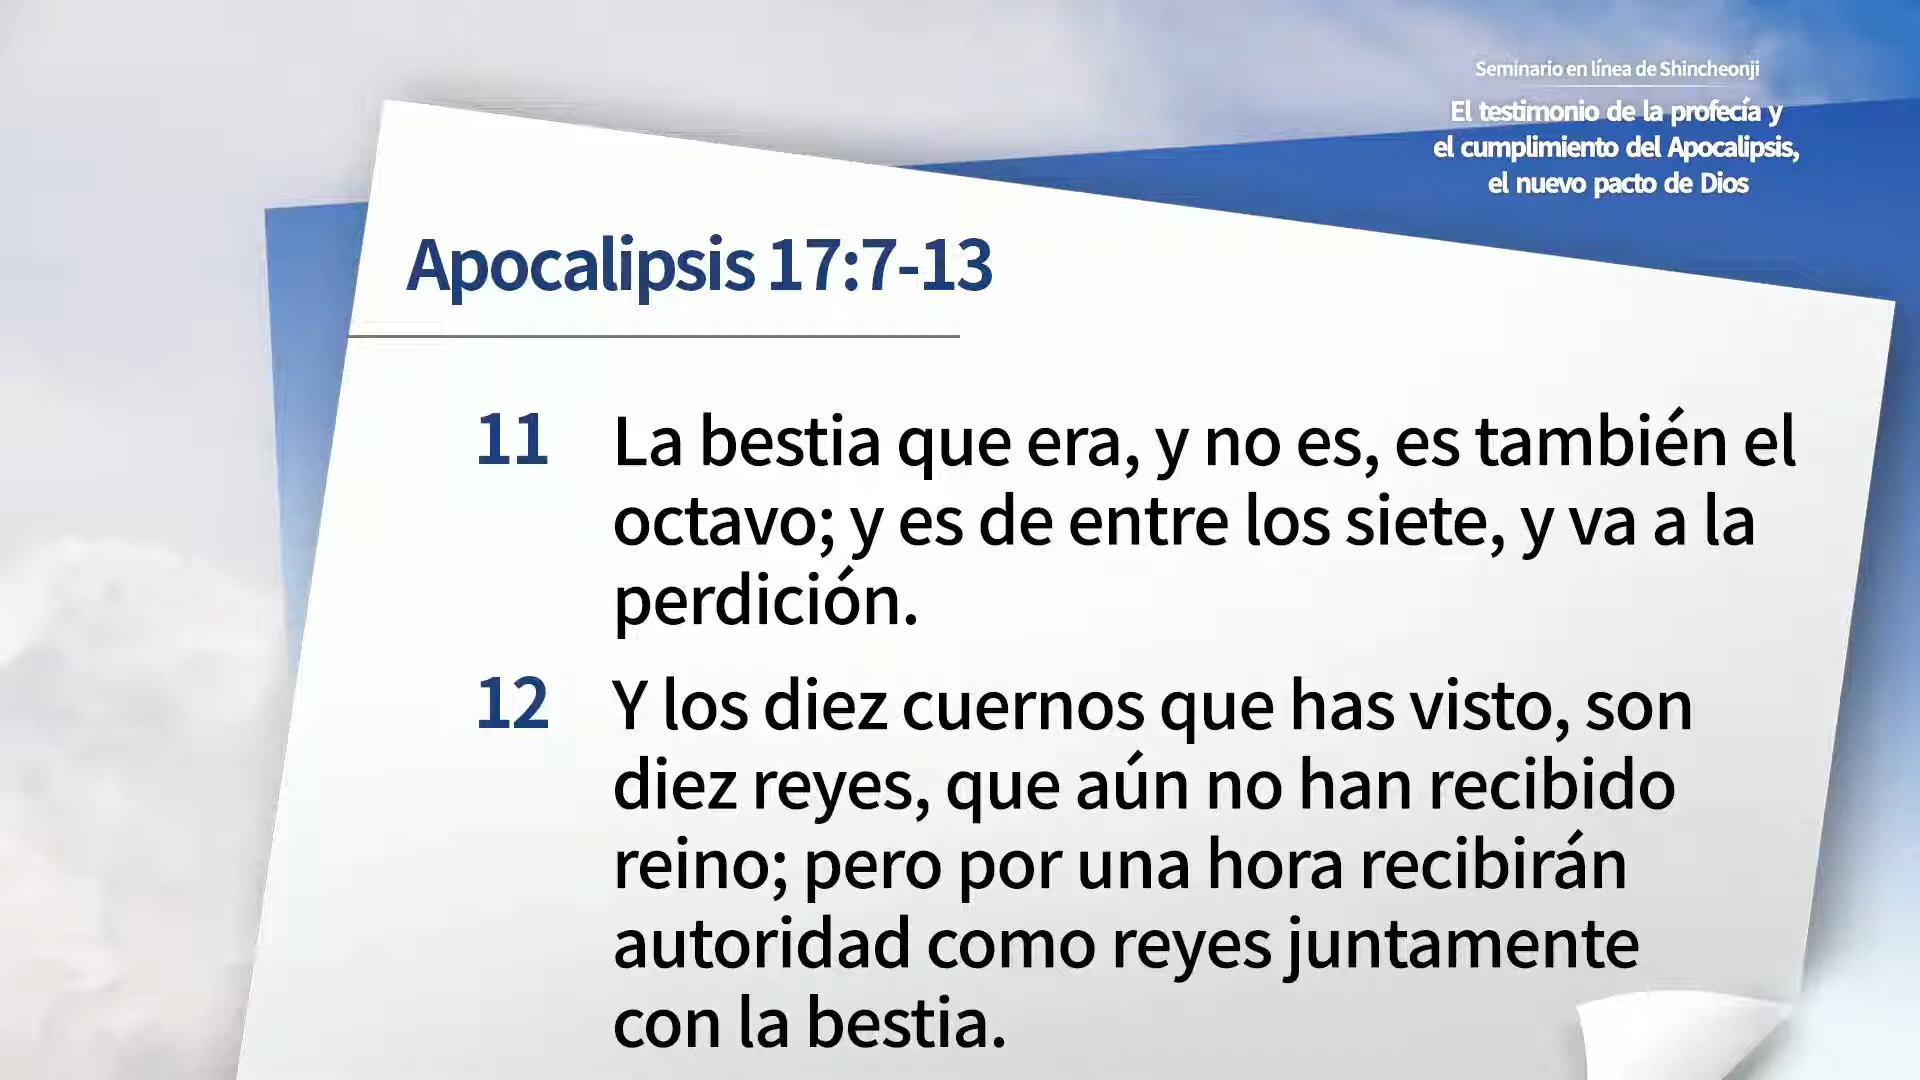 Seminario en línea de Shincheonji
El testimonio de la profecía y
el cumplimiento del Apocalipsis,
el nuevo pacto de Dios
Apocalipsis 17:7-13
11 La bestia que era, y no es, es también el
octavo; y es de entre los siete, y va a la
perdición.
12 Y los diez cuernos que has visto, son
diez reyes, que aún no han recibido
reino; pero por una hora recibirán
autoridad como reyes juntamente
con la bestia.